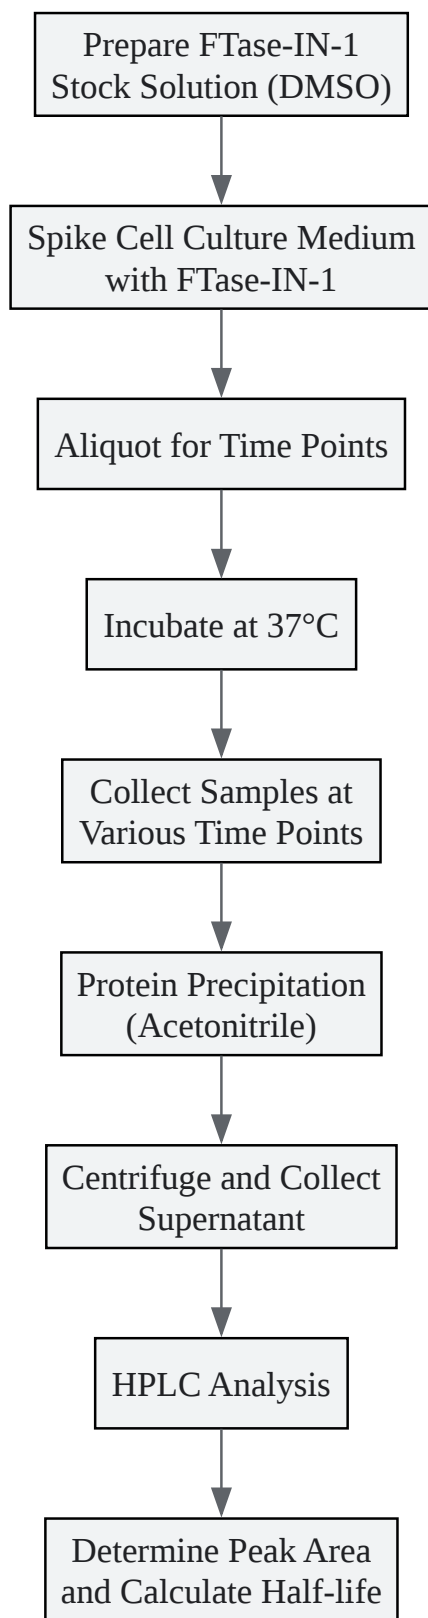 Prepare FTase-IN-1
Stock Solution (DMSO)
Spike Cell Culture Medium
with FTase-IN-1
Aliquot for Time Points
Incubate at 37°C
Collect Samples at
Various Time Points
Protein Precipitation
(Acetonitrile)
Centrifuge and Collect
Supernatant
HPLC Analysis
Determine Peak Area
and Calculate Half-life